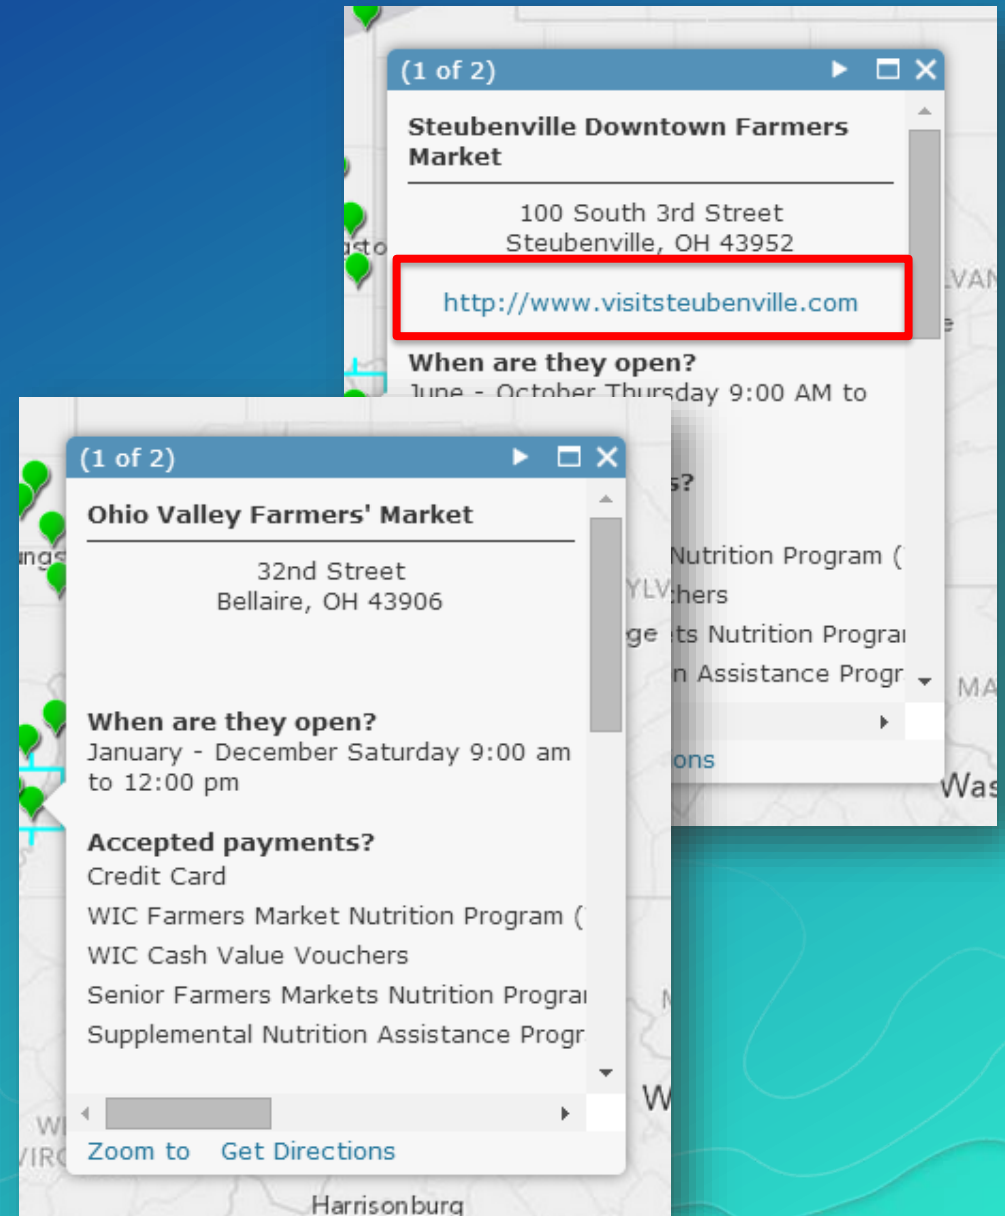 (1 of 2)
Steubenville Downtown Farmers
Market
100 South 3rd Street
Steubenville, OH 43952
http://www.visitsteubenville.com
When are they open?
June - October Thursday 9:00 AM to
s?
Nutrition Program (
chers
ets Nutrition Progra
n Assistance Progr
ons
Was
MA
(1 of 2)
Ohio Valley Farmers' Market
32nd Street
Bellaire, OH 43906
When are they open?
January - December Saturday 9:00 am
to 12:00 pm
Accepted payments?
Credit Card
WIC Farmers Market Nutrition Program (
WIC Cash Value Vouchers
Senior Farmers Markets Nutrition Progra
Supplemental Nutrition Assistance Progr
Zoom to Get Directions
Harrisonburg